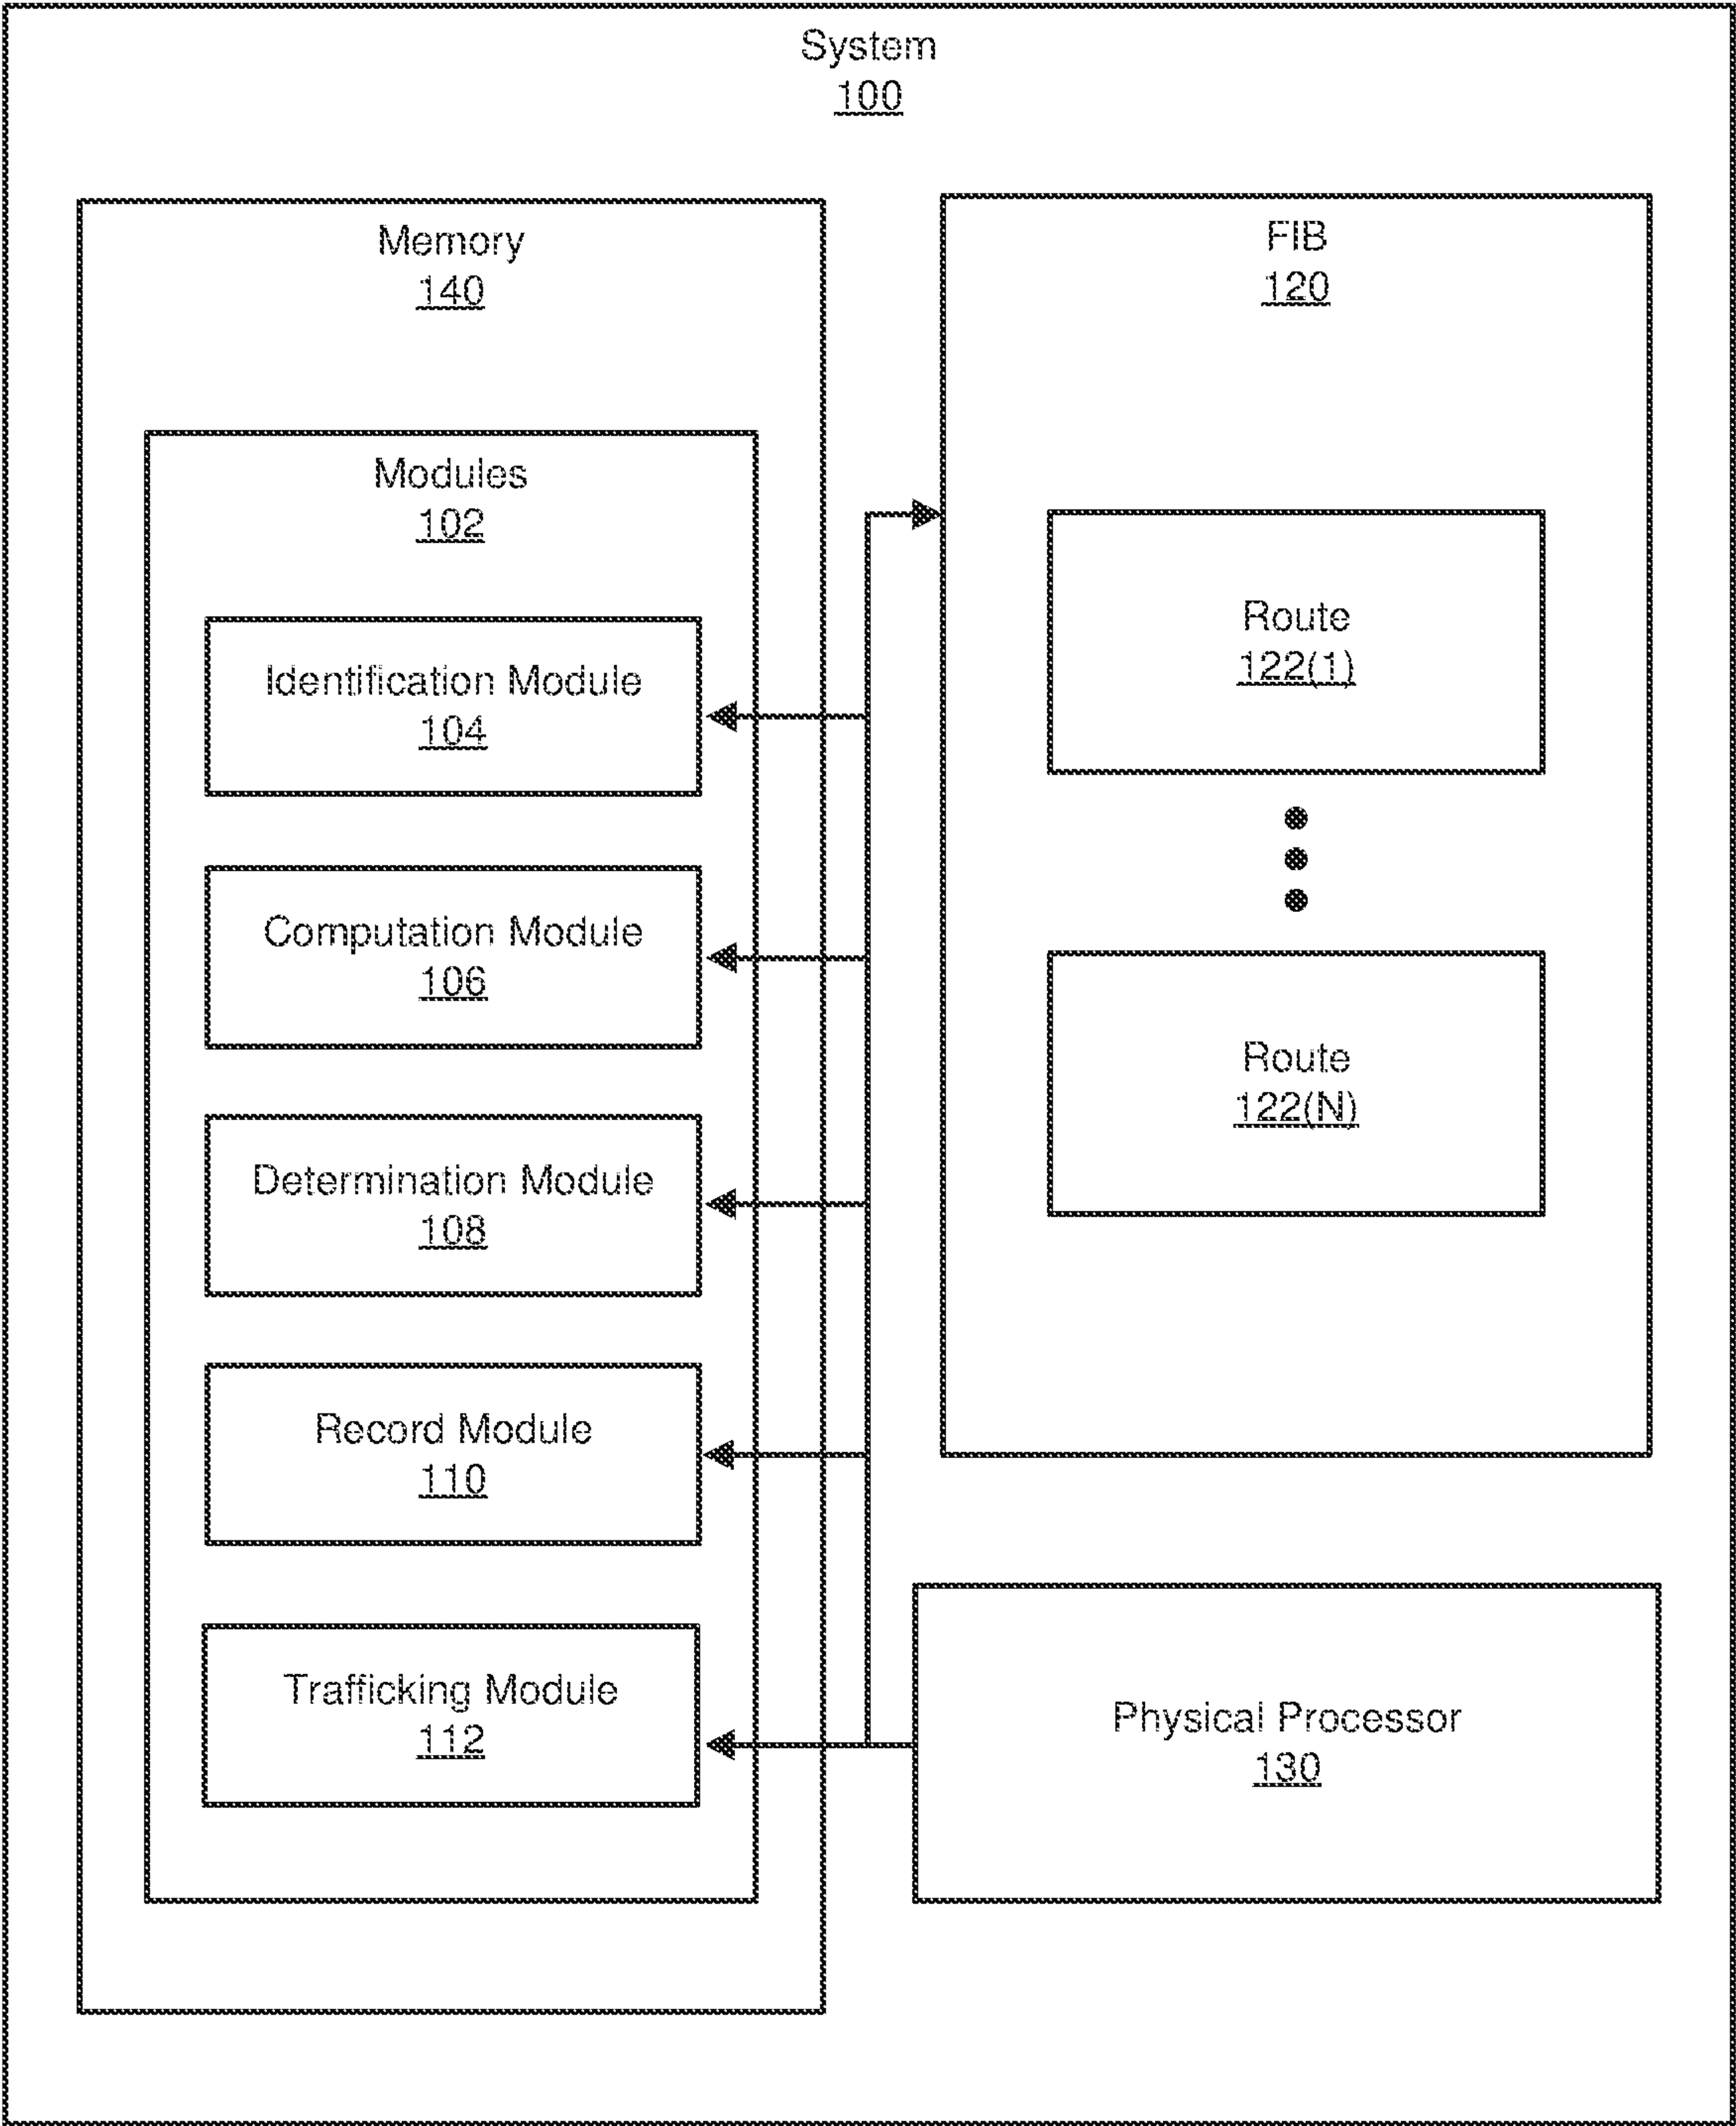 System
100
Memory
140
Modules
102
Identification Module
104
Computation Module
106
Determination Module
108
Record Module
110
Trafficking Module
112
FIB
120
Route
122(1)
Route
122(N)
Physical Processor
130